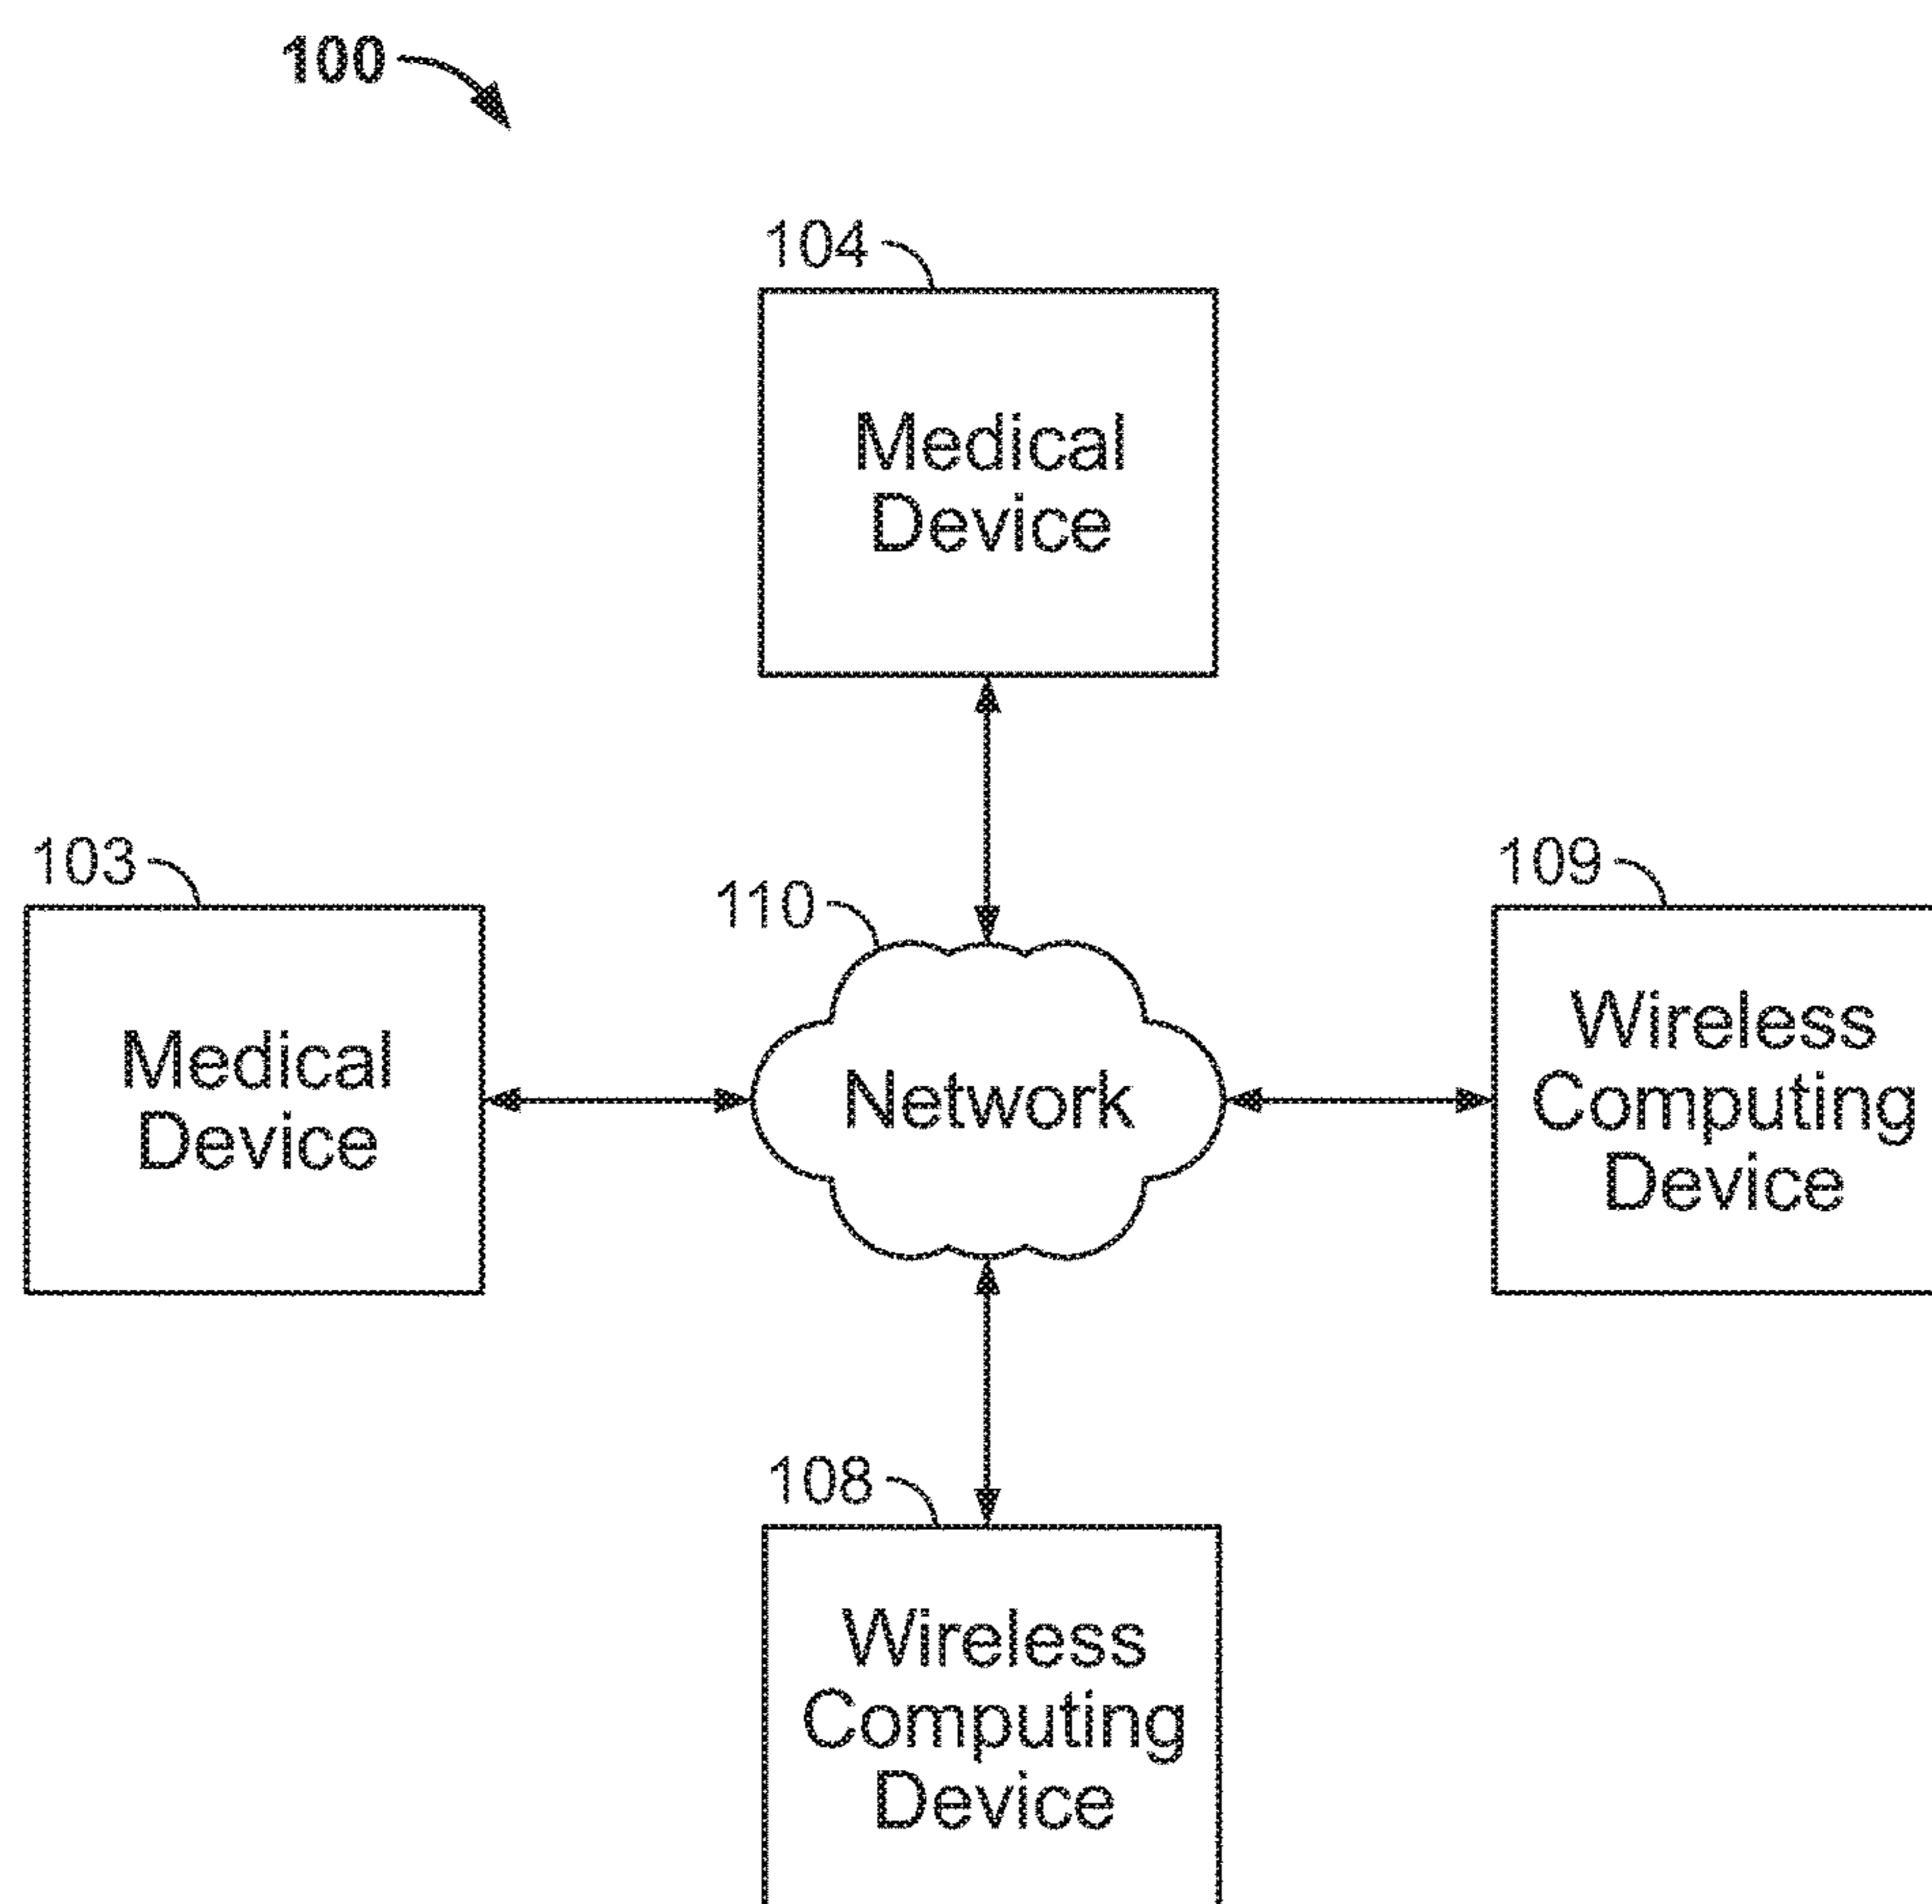 100
104
Medical
Device
103
Medical
Device
110
Network
109
Wireless
Computing
Device
108
Wireless
Computing
Device